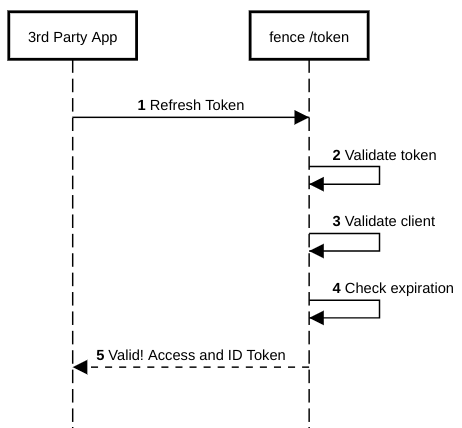 3rd Party App
fence /token
1 Refresh Token
2 Validate token
3 Validate client
4 Check expiration
5 Valid! Access and ID Token